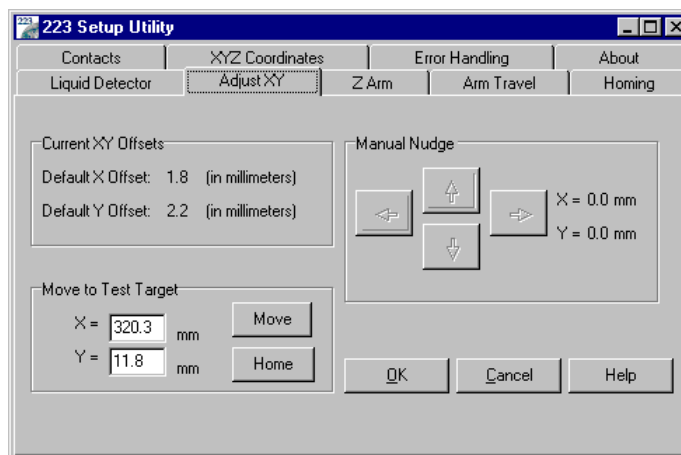 223 Setup Utility
Contacts
XYZ Coordinates
Error Handling
About
Liquid Detector
Adjust XY
Z Arm
Arm Travel
Homing
Current XY Offsets
Default X Offset: 1.8 (in millimeters)
Default Y Offset: 2.2 (in millimeters)
Manual Nudge
X = 0.0 mm
Y = 0.0 mm
Move to Test Target
X = 320.3 mm
Y = 11.8 mm
Move
Home
OK
Cancel
Help